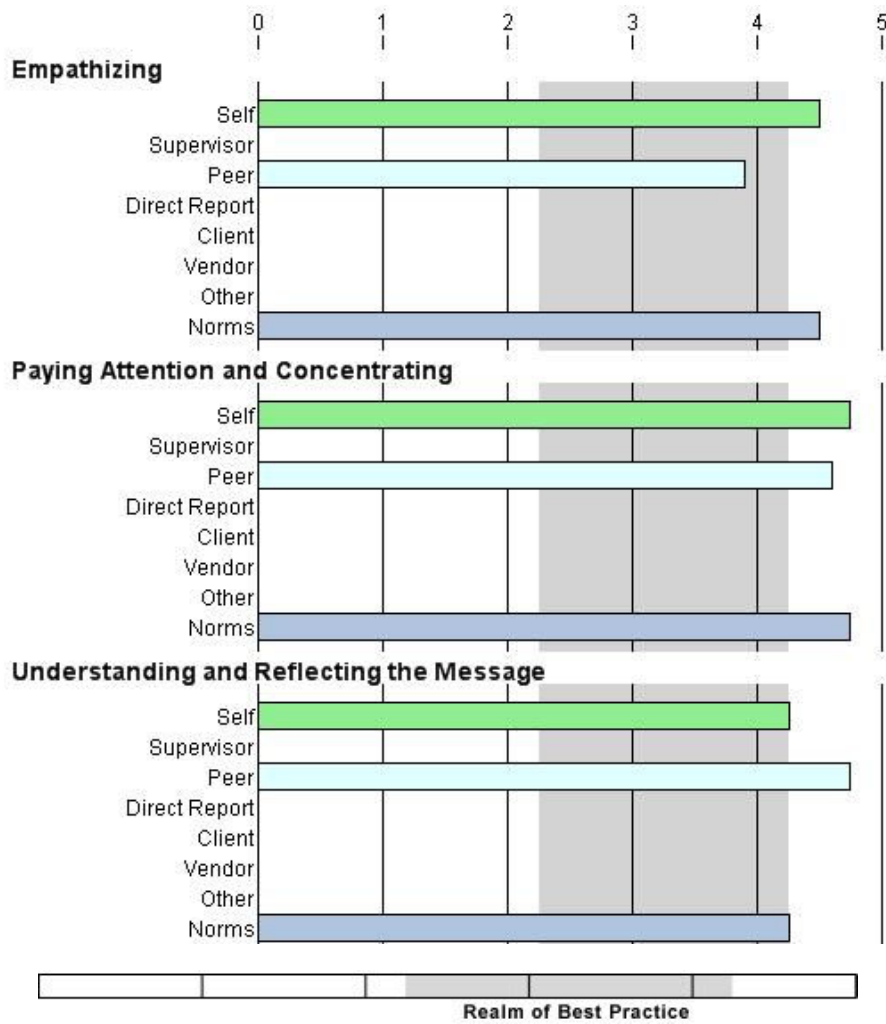 0 1 2 3 4 5
Empathizing
Self
Supervisor
Peer
Direct Report
Client
Vendor
Other
Norms
Paying Attention and Concentrating
Self
Supervisor
Peer
Direct Report
Client
Vendor
Other
Norms
Understanding and Reflecting the Message
Self
Supervisor
Peer
Direct Report
Client
Vendor
Other
Norms
Realm of Best Practice